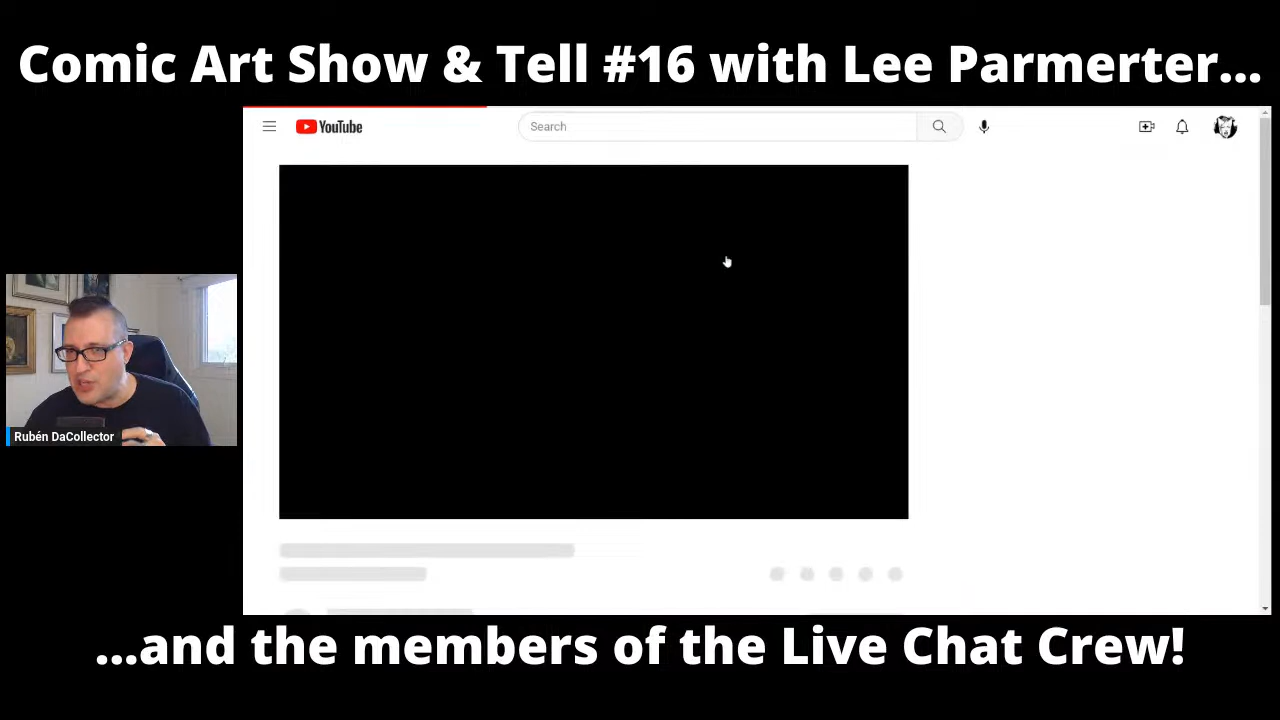 Comic Art Show & Tell #16 with Lee Parmerter...
YouTube
Search
Rubén DaCollector
...and the members of the Live Chat Crew!